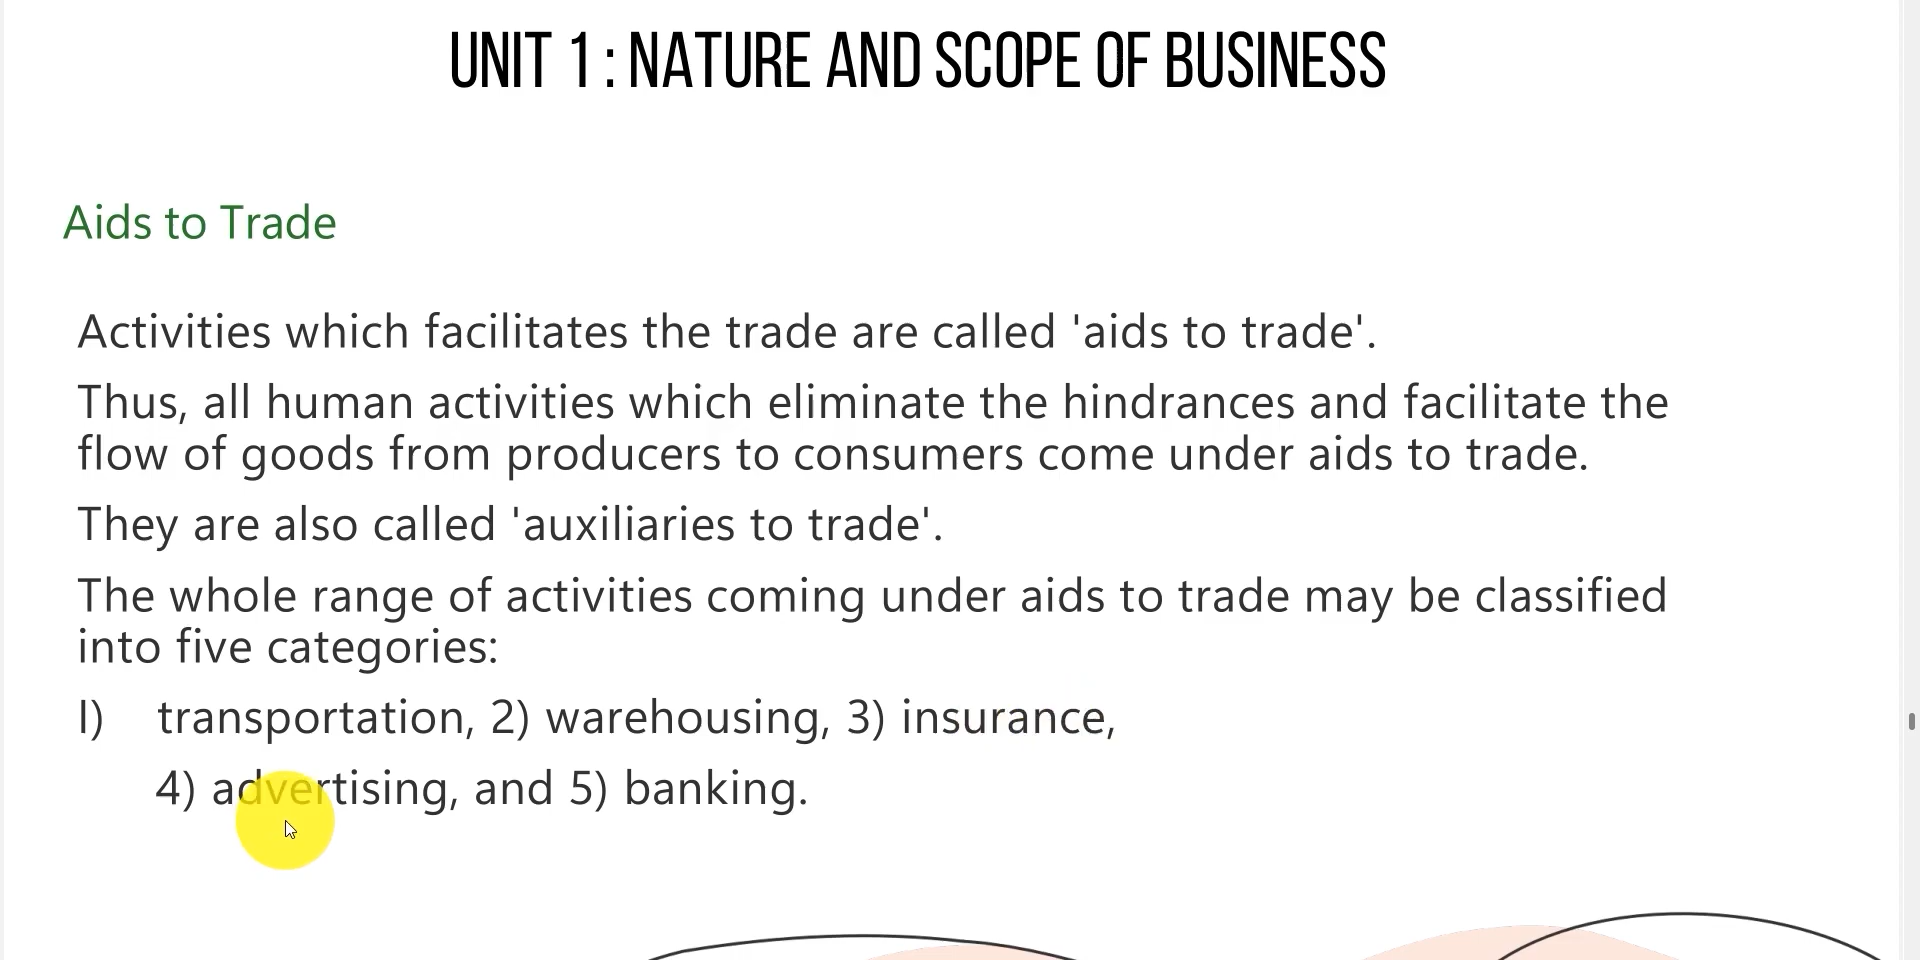 UNIT 1 : NATURE AND SCOPE OF BUSINESS
Aids to Trade
Activities which facilitates the trade are called 'aids to trade'.
Thus, all human activities which eliminate the hindrances and facilitate the
flow of goods from producers to consumers come under aids to trade.
They are also called 'auxiliaries to trade'.
The whole range of activities coming under aids to trade may be classified
into five categories:
l) transportation, 2) warehousing, 3) insurance,
4) advertising, and 5) banking.